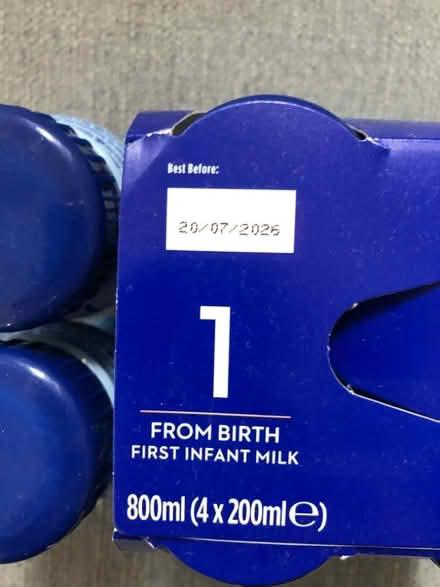 Best Before:
20/07/2026
1
FROM BIRTH
FIRST INFANT MILK
800ml (4 x 200ml℮)